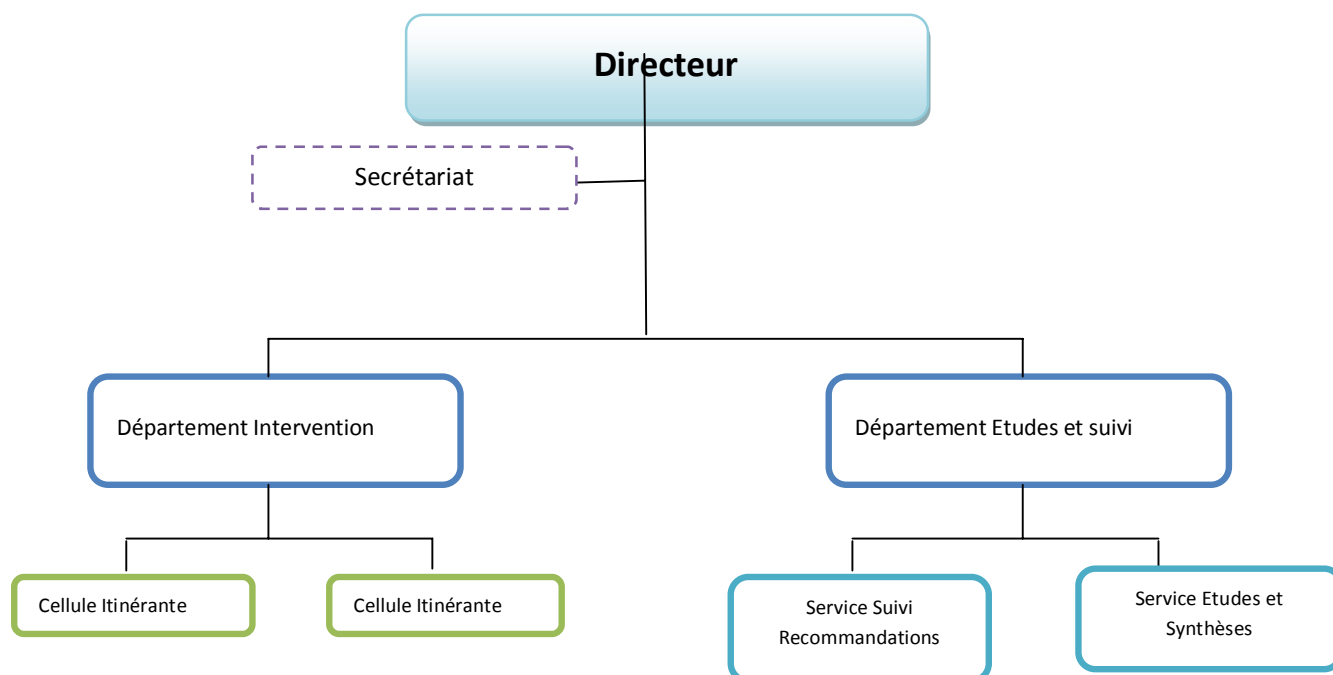 Directeur
Secrétariat
Département Intervention
Département Etudes et suivi
Cellule Itinérante
Cellule Itinérante
Service Suivi
Recommandations
Service Etudes et
Synthèses